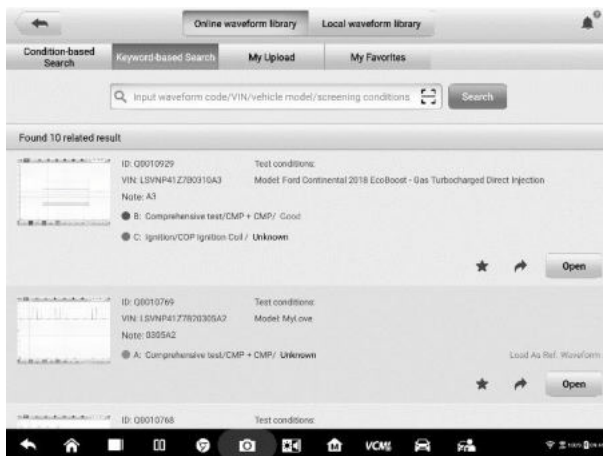 Online waveform library Local waveform library
Condition-based Search Keyword-based Search My Upload My Favorites
Input waveform code/VIN/vehicle model/screening conditions Search
Found 10 related result
ID: Q0010929 Test conditions:
VIN: LSVNP41Z7B0310A3 Model: Ford Continental 2018 EcoBoost - Gas Turbocharged Direct Injection
Note: A3
B: Comprehensive test/CMP + CMP/ Good
C: Ignition/COP Ignition Coil / Unknown
Open
ID: Q0010769 Test conditions:
VIN: LSVNP41Z7B20305A2 Model: MyLove
Note: 0305A2
A: Comprehensive test/CMP + CMP/ Unknown
Load As Ref. Waveform
Open
ID: Q0010768 Test conditions:
VCMI